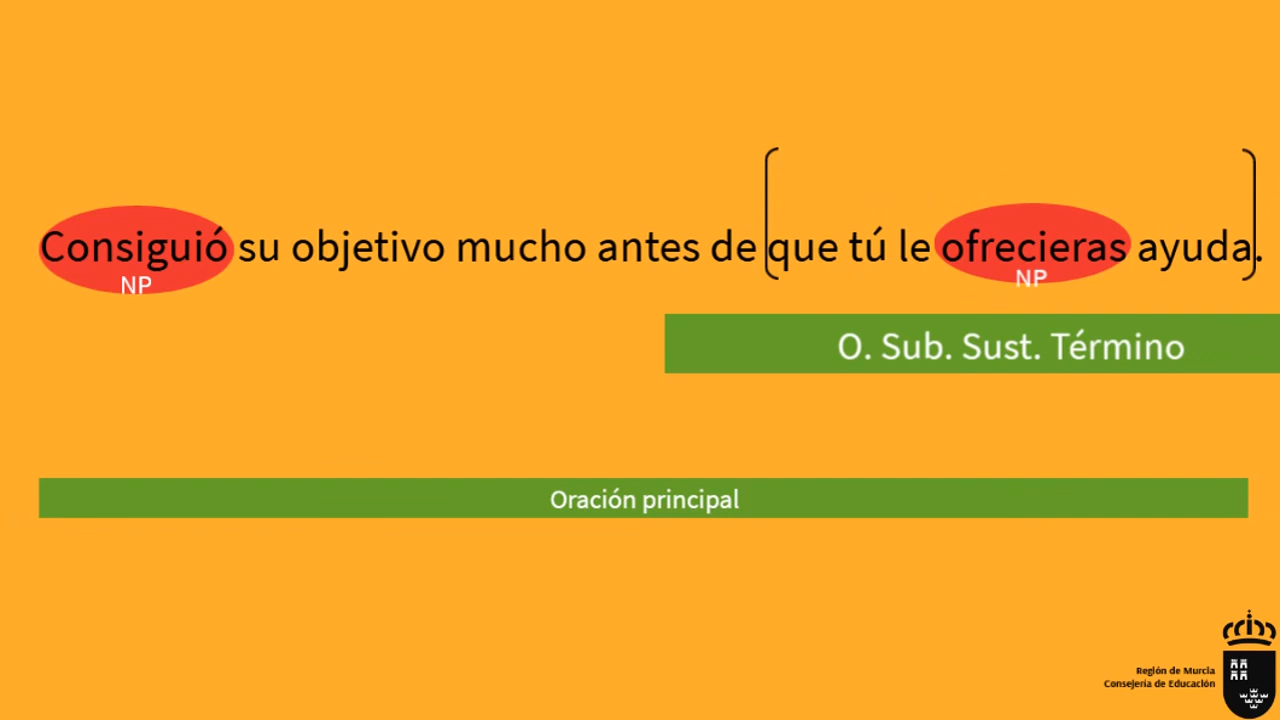 Consiguió su objetivo mucho antes de que tú le ofrecieras ayuda.
NP
NP
O. Sub. Sust. Término
Oración principal
Región de Murcia
Consejería de Educación